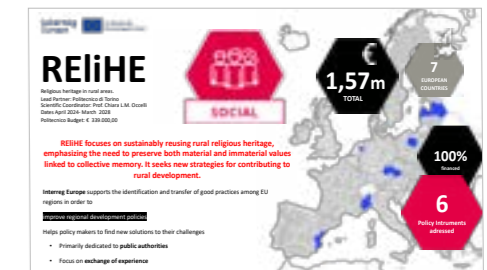 Interreg
Europe
REliHE
Religious heritage in rural areas.
Lead Partner: Politecnico di Torino
Scientific Coordinator: Prof. Chiara L.M. Occelli
Dates April 2024- March 2028
Politecnico Budget: € 339.000,00
SOCIAL
€
1,57m
TOTAL
7
EUROPEAN
COUNTRIES
100%
financed
6
Policy intruments
adressed
REliHE focuses on sustainably reusing rural religious heritage,
emphasizing the need to preserve both material and immaterial values
linked to collective memory. It seeks new strategies for contributing to
rural development.
Interreg Europe supports the identification and transfer of good practices among EU
regions in order to
improve regional development policies
Helps policy makers to find new solutions to their challenges
• Primarily dedicated to public authorities
• Focus on exchange of experience